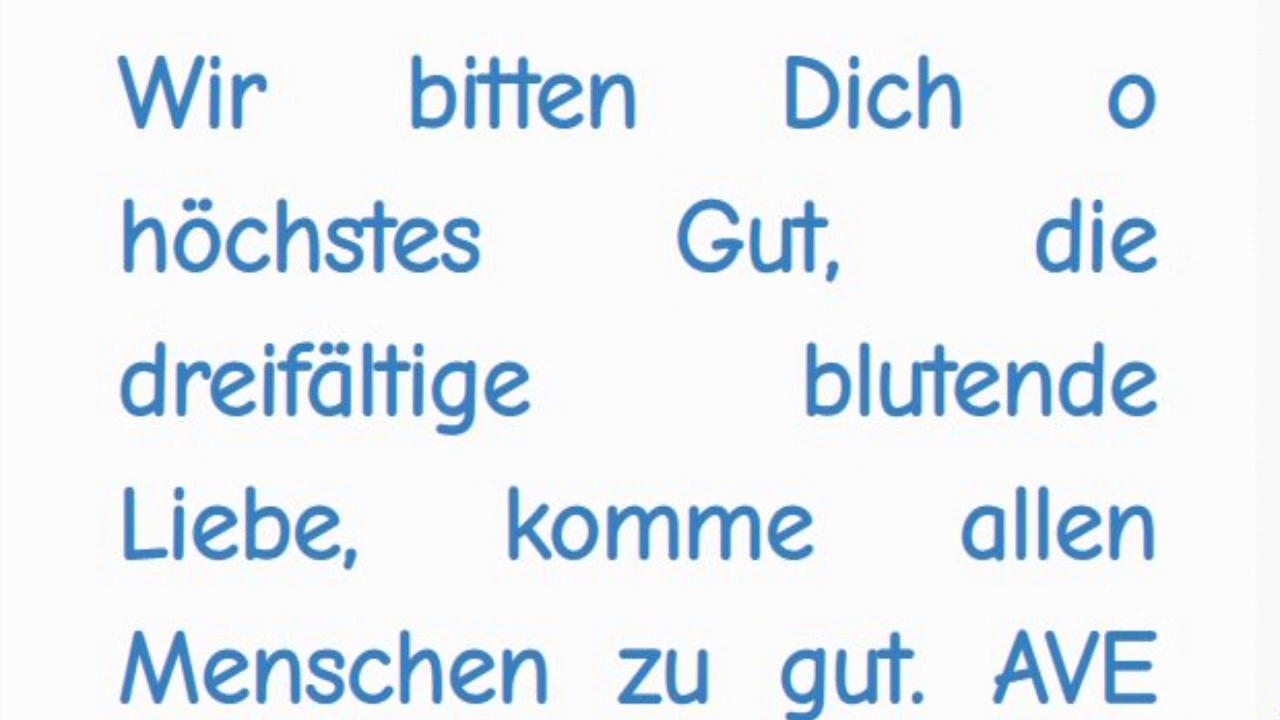 Wir bitten Dich o
höchstes Gut, die
dreifältige blutende
Liebe, komme allen
Menschen zu gut. AVE